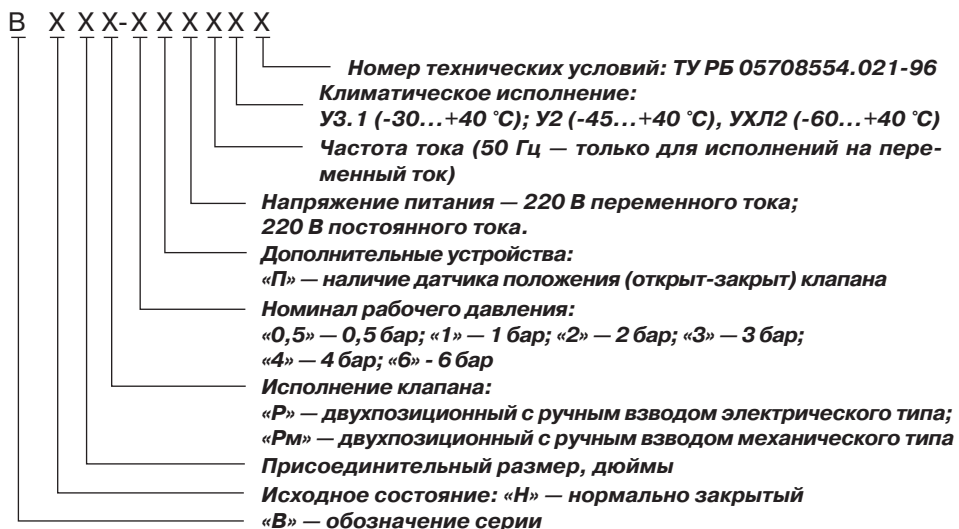 В X X X-X X X X X X
Номер технических условий: ТУ РБ 05708554.021-96
Климатическое исполнение:
У3.1 (-30...+40 °С); У2 (-45...+40 °С), УХЛ2 (-60...+40 °С)
Частота тока (50 Гц — только для исполнений на пере-
менный ток)
Напряжение питания — 220 В переменного тока;
220 В постоянного тока.
Дополнительные устройства:
«П» — наличие датчика положения (открыт-закрыт) клапана
Номинал рабочего давления:
«0,5» — 0,5 бар; «1» — 1 бар; «2» — 2 бар; «3» — 3 бар;
«4» — 4 бар; «6» - 6 бар
Исполнение клапана:
«Р» — двухпозиционный с ручным взводом электрического типа;
«Рм» — двухпозиционный с ручным взводом механического типа
Присоединительный размер, дюймы
Исходное состояние: «Н» — нормально закрытый
«В» — обозначение серии